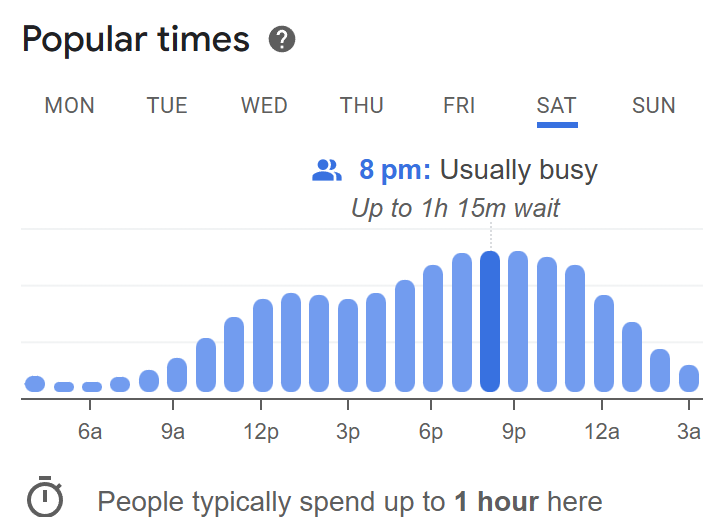 Popular times ?
MON TUE WED THU FRI SAT SUN
8 pm: Usually busy
Up to 1h 15m wait
6a 9a 12p 3p 6p 9p 12a 3a
People typically spend up to 1 hour here